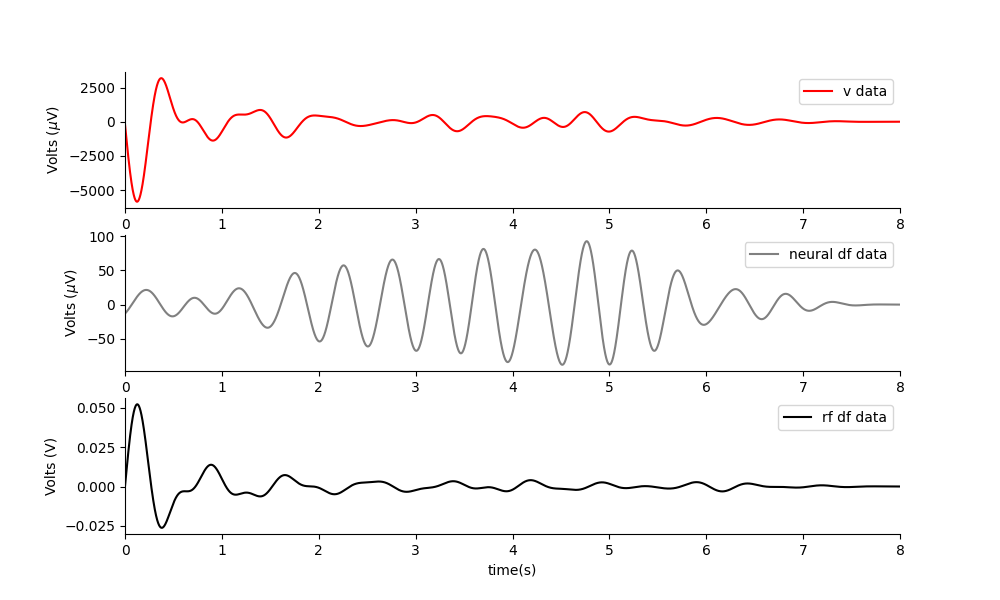 2500
0
−2500
−5000
Volts (μV)
v data
0 1 2 3 4 5 6 7 8
100
50
0
−50
Volts (μV)
neural df data
0 1 2 3 4 5 6 7 8
0.050
0.025
0.000
−0.025
Volts (V)
rf df data
0 1 2 3 4 5 6 7 8
time(s)